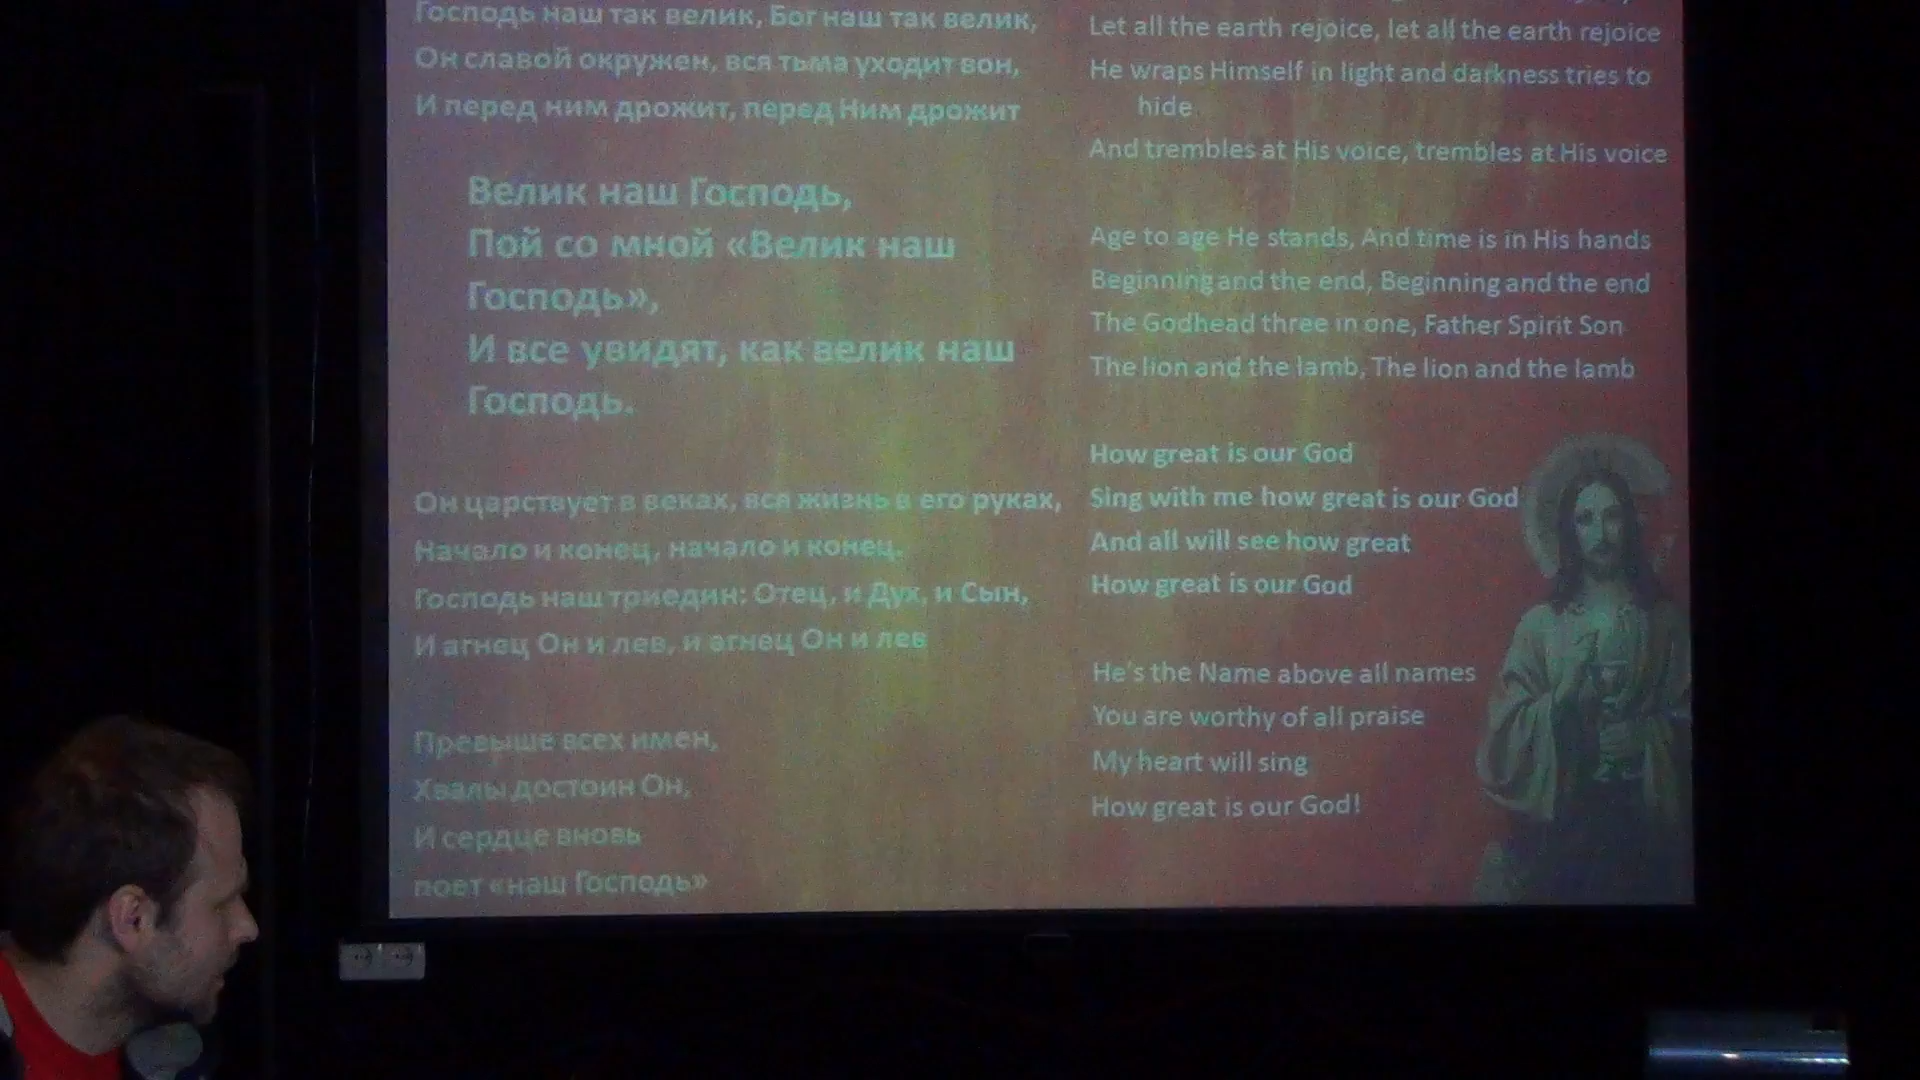 Господь наш так велик, Бог наш так велик,
Он славой окружен, вся тьма уходит вон,
И перед ним дрожит, перед Ним дрожит
Велик наш Господь,
Пой со мной «Велик наш
Господь»,
И все увидят, как велик наш
Господь.
Он царствует в веках, вся жизнь в его руках,
Начало и конец, начало и конец.
Господь наш триедин: Отец, и Дух, и Сын,
И агнец Он и лев, и агнец Он и лев
Превыше всех имен,
Хвалы достоин Он,
И сердце вновь
поет «наш Господь»
Let all the earth rejoice, let all the earth rejoice
He wraps Himself in light and darkness tries to
hide
And trembles at His voice, trembles at His voice
Age to age He stands, And time is in His hands
Beginning and the end, Beginning and the end
The Godhead three in one, Father Spirit Son
The lion and the lamb, The lion and the lamb
How great is our God
Sing with me how great is our God
And all will see how great
How great is our God
He's the Name above all names
You are worthy of all praise
My heart will sing
How great is our God!